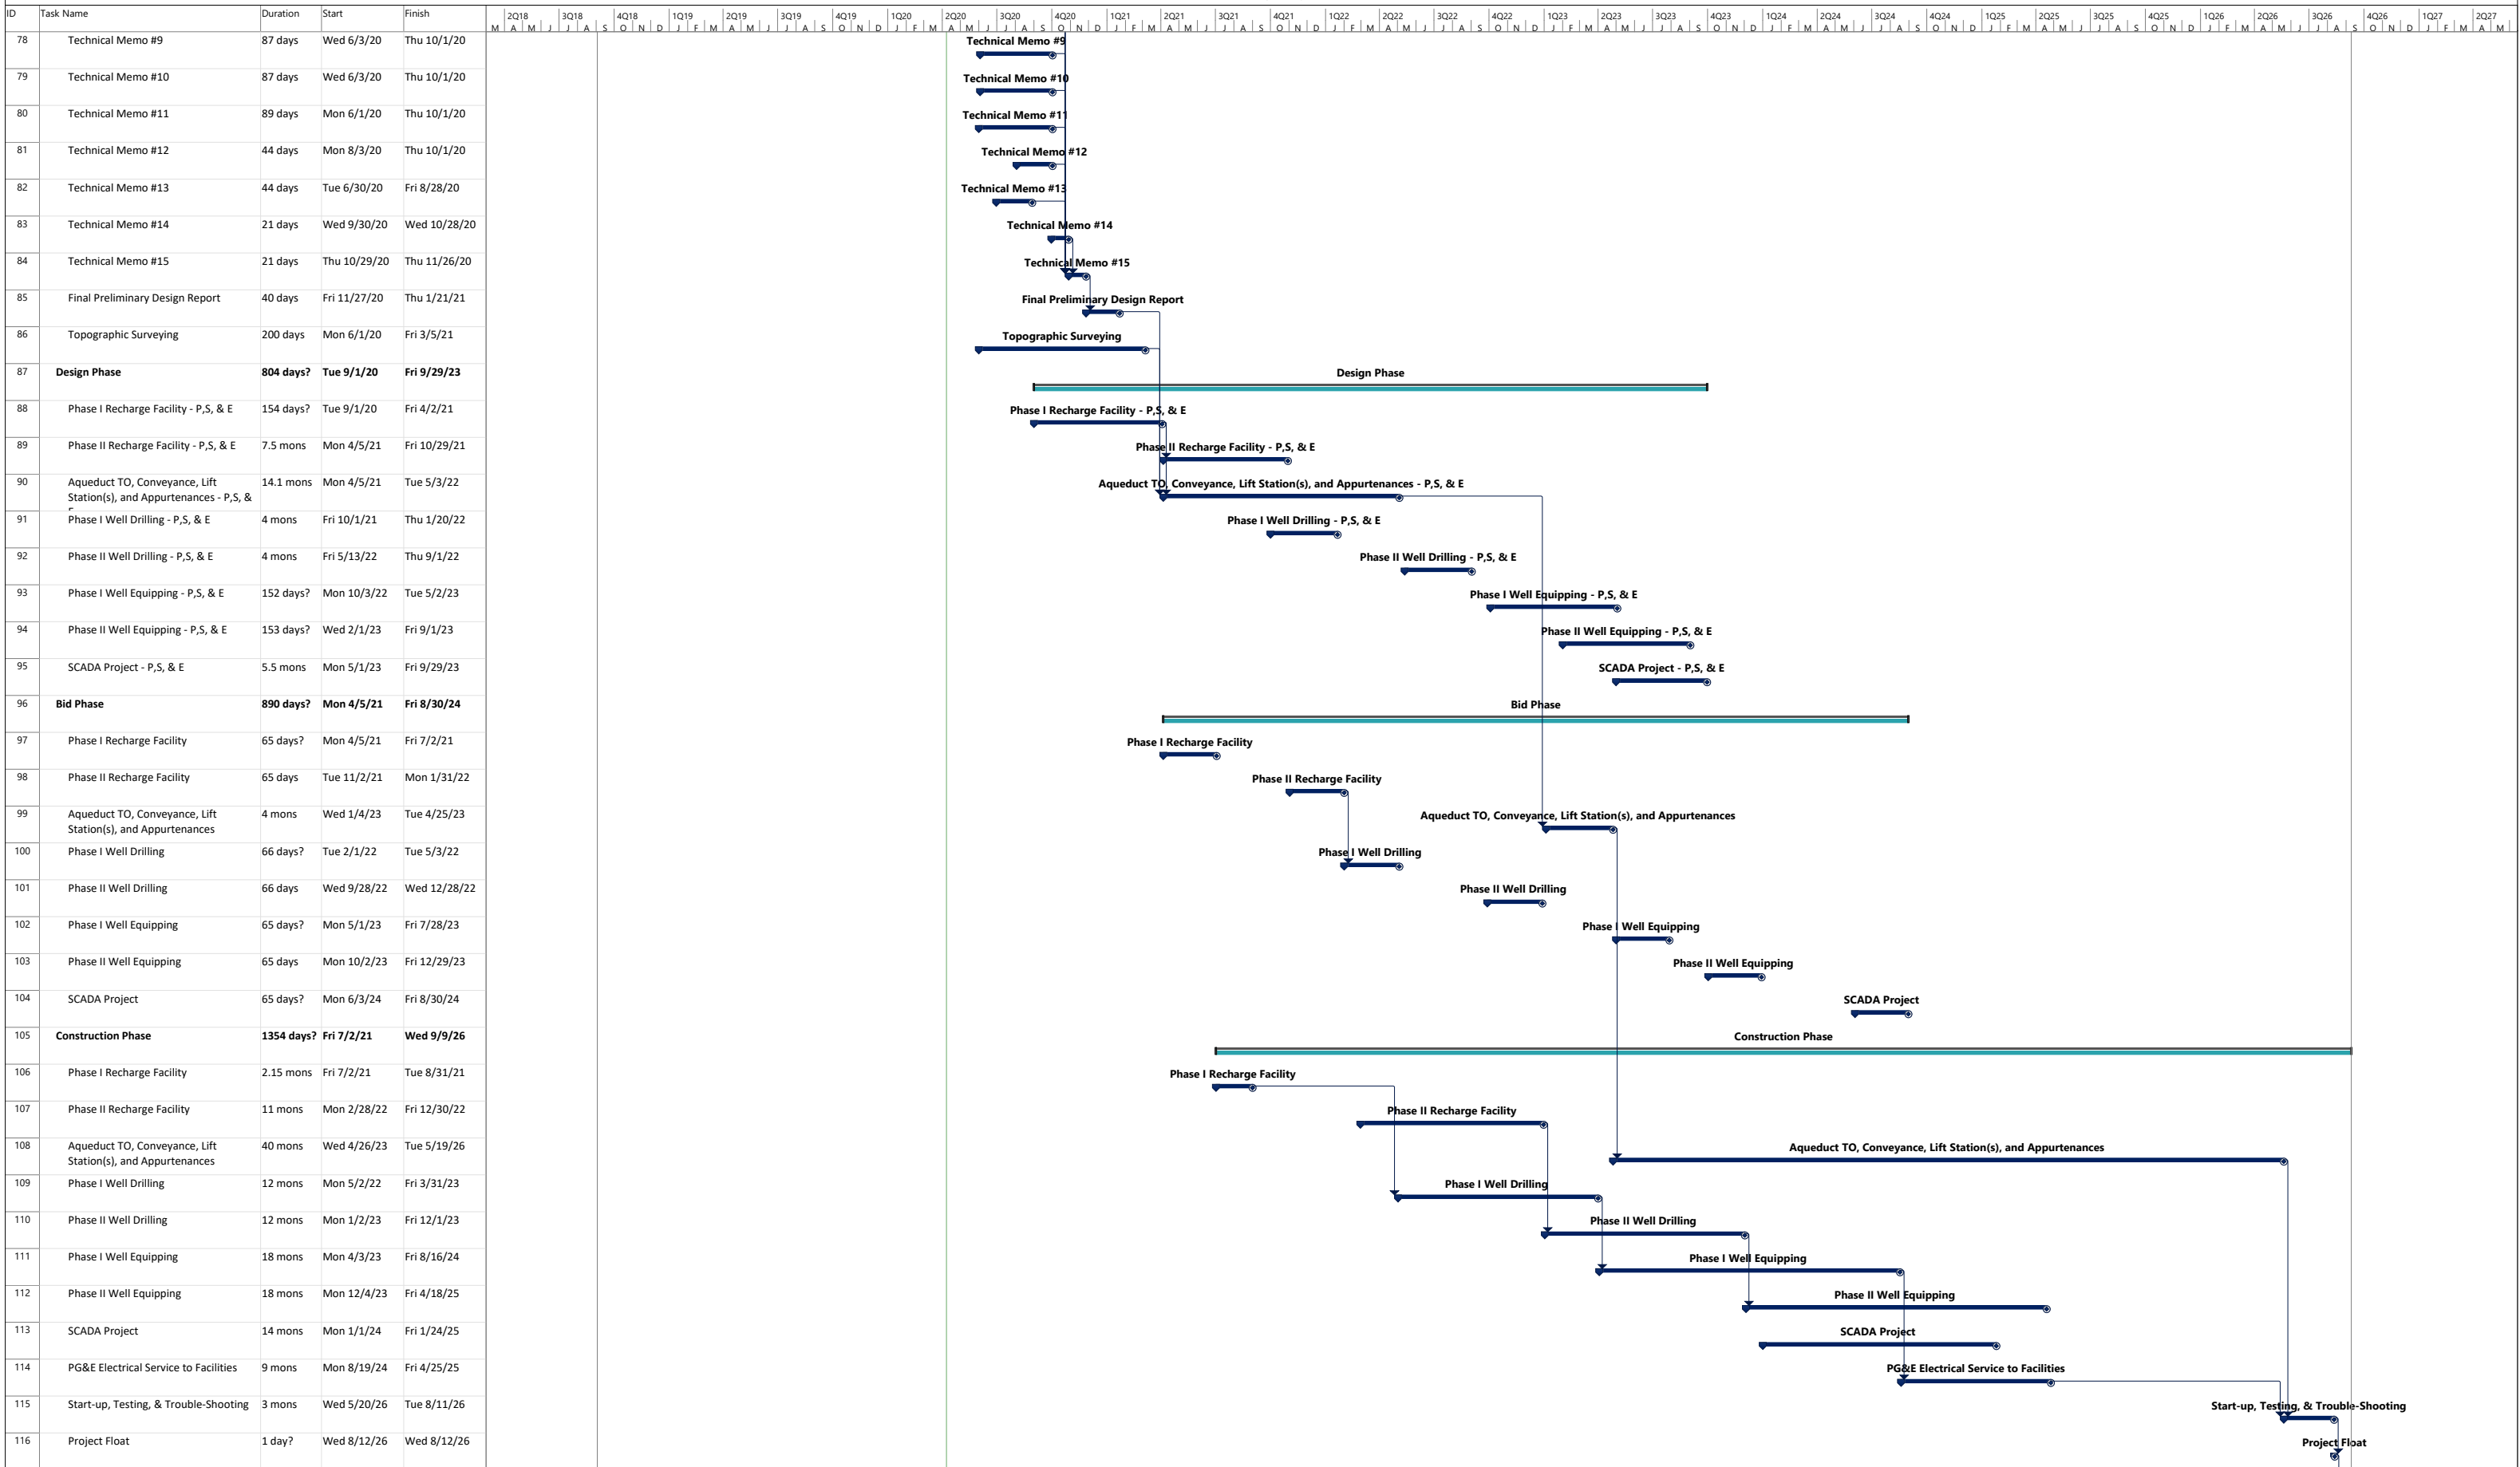 ID Task Name Duration Start Finish 2Q18 3Q18 4Q18 1Q19 2Q19 3Q19 4Q19 1Q20 2Q20 3Q20 4Q20 1Q21 2Q21 3Q21 4Q21 1Q22 2Q22 3Q22 4Q22 1Q23 2Q23 3Q23 4Q23 1Q24 2Q24 3Q24 4Q24 1Q25 2Q25 3Q25 4Q25 1Q26 2Q26 3Q26 4Q26 1Q27 2Q27
M A M J J A S O N D J F M A M J J A S O N D J F M A M J J A S O N D J F M A M J J A S O N D J F M A M J J A S O N D J F M A M J J A S O N D J F M A M J J A S O N D J F M A M J J A S O N D J F M A M J J A S O N D J F M A M
78 Technical Memo #9 87 days Wed 6/3/20 Thu 10/1/20 Technical Memo #9
79 Technical Memo #10 87 days Wed 6/3/20 Thu 10/1/20 Technical Memo #10
80 Technical Memo #11 89 days Mon 6/1/20 Thu 10/1/20 Technical Memo #11
81 Technical Memo #12 44 days Mon 8/3/20 Thu 10/1/20 Technical Memo #12
82 Technical Memo #13 44 days Tue 6/30/20 Fri 8/28/20 Technical Memo #13
83 Technical Memo #14 21 days Wed 9/30/20 Wed 10/28/20 Technical Memo #14
84 Technical Memo #15 21 days Thu 10/29/20 Thu 11/26/20 Technical Memo #15
85 Final Preliminary Design Report 40 days Fri 11/27/20 Thu 1/21/21 Final Preliminary Design Report
86 Topographic Surveying 200 days Mon 6/1/20 Fri 3/5/21 Topographic Surveying
87 Design Phase 804 days? Tue 9/1/20 Fri 9/29/23 Design Phase
88 Phase I Recharge Facility - P,S, & E 154 days? Tue 9/1/20 Fri 4/2/21 Phase I Recharge Facility - P,S, & E
89 Phase II Recharge Facility - P,S, & E 7.5 mons Mon 4/5/21 Fri 10/29/21 Phase II Recharge Facility - P,S, & E
90 Aqueduct TO, Conveyance, Lift 14.1 mons Mon 4/5/21 Tue 5/3/22 Aqueduct TO, Conveyance, Lift Station(s), and Appurtenances - P,S, & E
Station(s), and Appurtenances - P,S, &
91 Phase I Well Drilling - P,S, & E 4 mons Fri 10/1/21 Thu 1/20/22 Phase I Well Drilling - P,S, & E
92 Phase II Well Drilling - P,S, & E 4 mons Fri 5/13/22 Thu 9/1/22 Phase II Well Drilling - P,S, & E
93 Phase I Well Equipping - P,S, & E 152 days? Mon 10/3/22 Tue 5/2/23 Phase I Well Equipping - P,S, & E
94 Phase II Well Equipping - P,S, & E 153 days? Wed 2/1/23 Fri 9/1/23 Phase II Well Equipping - P,S, & E
95 SCADA Project - P,S, & E 5.5 mons Mon 5/1/23 Fri 9/29/23 SCADA Project - P,S, & E
96 Bid Phase 890 days? Mon 4/5/21 Fri 8/30/24 Bid Phase
97 Phase I Recharge Facility 65 days? Mon 4/5/21 Fri 7/2/21 Phase I Recharge Facility
98 Phase II Recharge Facility 65 days Tue 11/2/21 Mon 1/31/22 Phase II Recharge Facility
99 Aqueduct TO, Conveyance, Lift 4 mons Wed 1/4/23 Tue 4/25/23 Aqueduct TO, Conveyance, Lift Station(s), and Appurtenances
Station(s), and Appurtenances
100 Phase I Well Drilling 66 days? Tue 2/1/22 Tue 5/3/22 Phase I Well Drilling
101 Phase II Well Drilling 66 days Wed 9/28/22 Wed 12/28/22 Phase II Well Drilling
102 Phase I Well Equipping 65 days? Mon 5/1/23 Fri 7/28/23 Phase I Well Equipping
103 Phase II Well Equipping 65 days Mon 10/2/23 Fri 12/29/23 Phase II Well Equipping
104 SCADA Project 65 days? Mon 6/3/24 Fri 8/30/24 SCADA Project
105 Construction Phase 1354 days? Fri 7/2/21 Wed 9/9/26 Construction Phase
106 Phase I Recharge Facility 2.15 mons Fri 7/2/21 Tue 8/31/21 Phase I Recharge Facility
107 Phase II Recharge Facility 11 mons Mon 2/28/22 Fri 12/30/22 Phase II Recharge Facility
108 Aqueduct TO, Conveyance, Lift 40 mons Wed 4/26/23 Tue 5/19/26 Aqueduct TO, Conveyance, Lift Station(s), and Appurtenances
Station(s), and Appurtenances
109 Phase I Well Drilling 12 mons Mon 5/2/22 Fri 3/31/23 Phase I Well Drilling
110 Phase II Well Drilling 12 mons Mon 1/2/23 Fri 12/1/23 Phase II Well Drilling
111 Phase I Well Equipping 18 mons Mon 4/3/23 Fri 8/16/24 Phase I Well Equipping
112 Phase II Well Equipping 18 mons Mon 12/4/23 Fri 4/18/25 Phase II Well Equipping
113 SCADA Project 14 mons Mon 1/1/24 Fri 1/24/25 SCADA Project
114 PG&E Electrical Service to Facilities 9 mons Mon 8/19/24 Fri 4/25/25 PG&E Electrical Service to Facilities
115 Start-up, Testing, & Trouble-Shooting 3 mons Wed 5/20/26 Tue 8/11/26 Start-up, Testing, & Trouble-Shooting
116 Project Float 1 day? Wed 8/12/26 Wed 8/12/26 Project Float